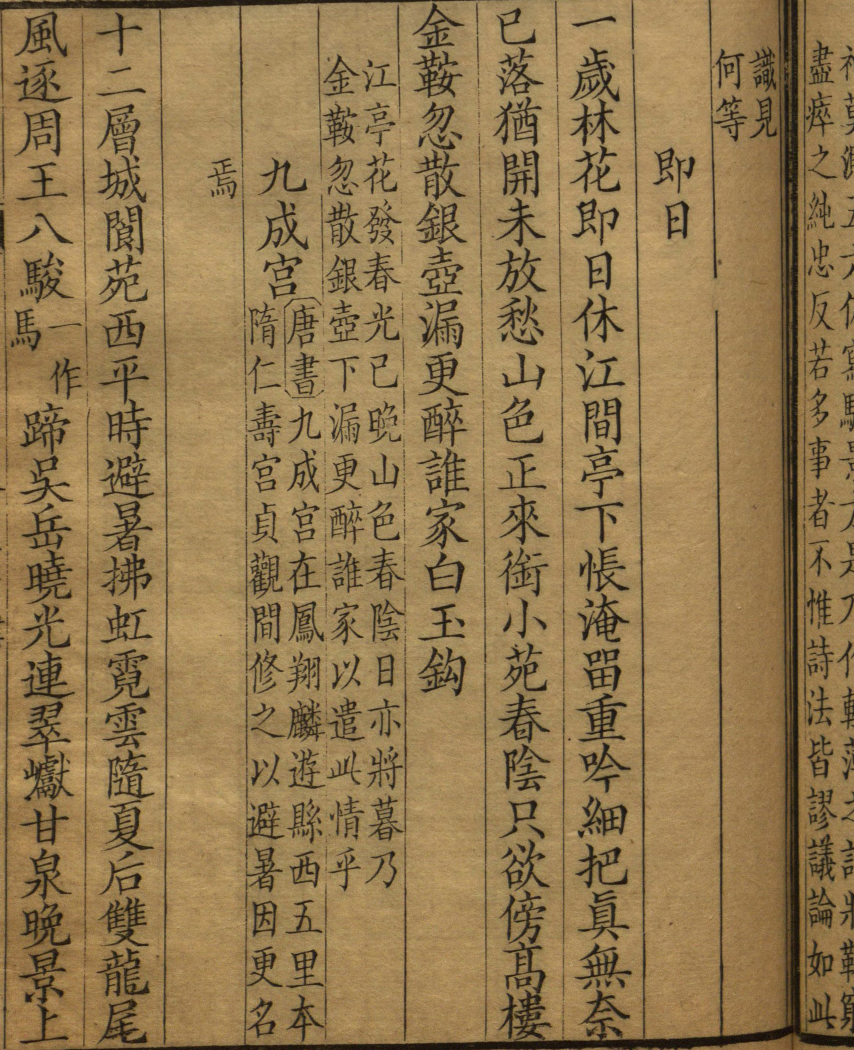 盡瘁之純忠反若多事者不惟詩法皆謬議論如此
識見
何等
即日
一歲林花即日休江間亭下悵淹畱重吟細把眞無奈
已落猶開未放愁山色正來銜小苑春陰只欲傍髙樓
金鞍忽散銀壺漏更醉誰家白玉鈎
江亭花發春光已晚山色春陰日亦將暮乃
金鞍忽散銀壺下漏更醉誰家以遣此情乎
九成宮
唐書九成宮在鳳翔麟遊縣西五里本
隋仁壽宮貞觀間修之以避暑因更名
焉
十二層城閬苑西平時避暑拂虹霓雲隨夏后雙龍尾
風逐周王八駿一作馬蹄吳岳曉光連翠巘甘泉晚景上